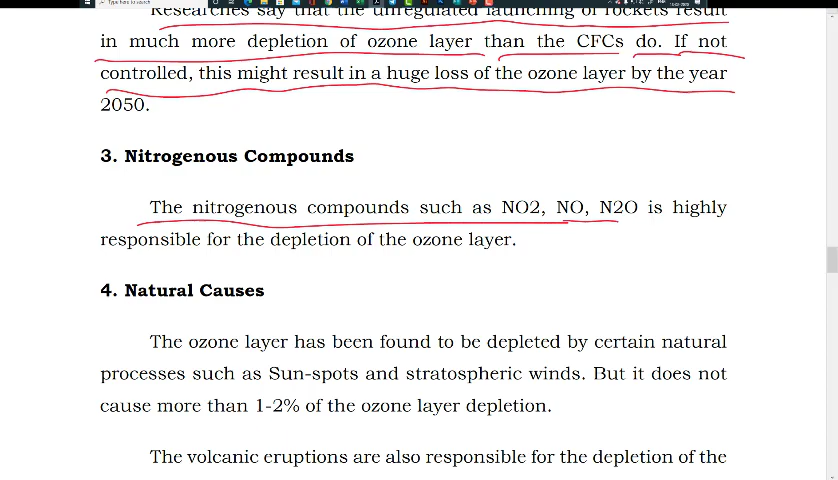 Type here to search
Researches say that the unregulated launching of rockets result
in much more depletion of ozone layer than the CFCs do. If not
controlled, this might result in a huge loss of the ozone layer by the year
2050.
3. Nitrogenous Compounds
The nitrogenous compounds such as NO2, NO, N2O is highly
responsible for the depletion of the ozone layer.
4. Natural Causes
The ozone layer has been found to be depleted by certain natural
processes such as Sun-spots and stratospheric winds. But it does not
cause more than 1-2% of the ozone layer depletion.
The volcanic eruptions are also responsible for the depletion of the